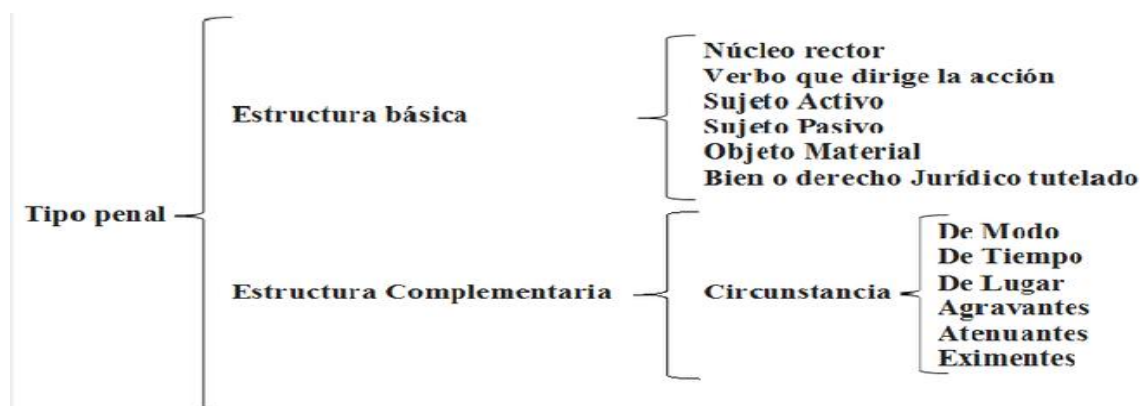 Tipo penal
Estructura básica
Núcleo rector
Verbo que dirige la acción
Sujeto Activo
Sujeto Pasivo
Objeto Material
Bien o derecho Jurídico tutelado
Estructura Complementaria
Circunstancia
De Modo
De Tiempo
De Lugar
Agravantes
Atenuantes
Eximentes